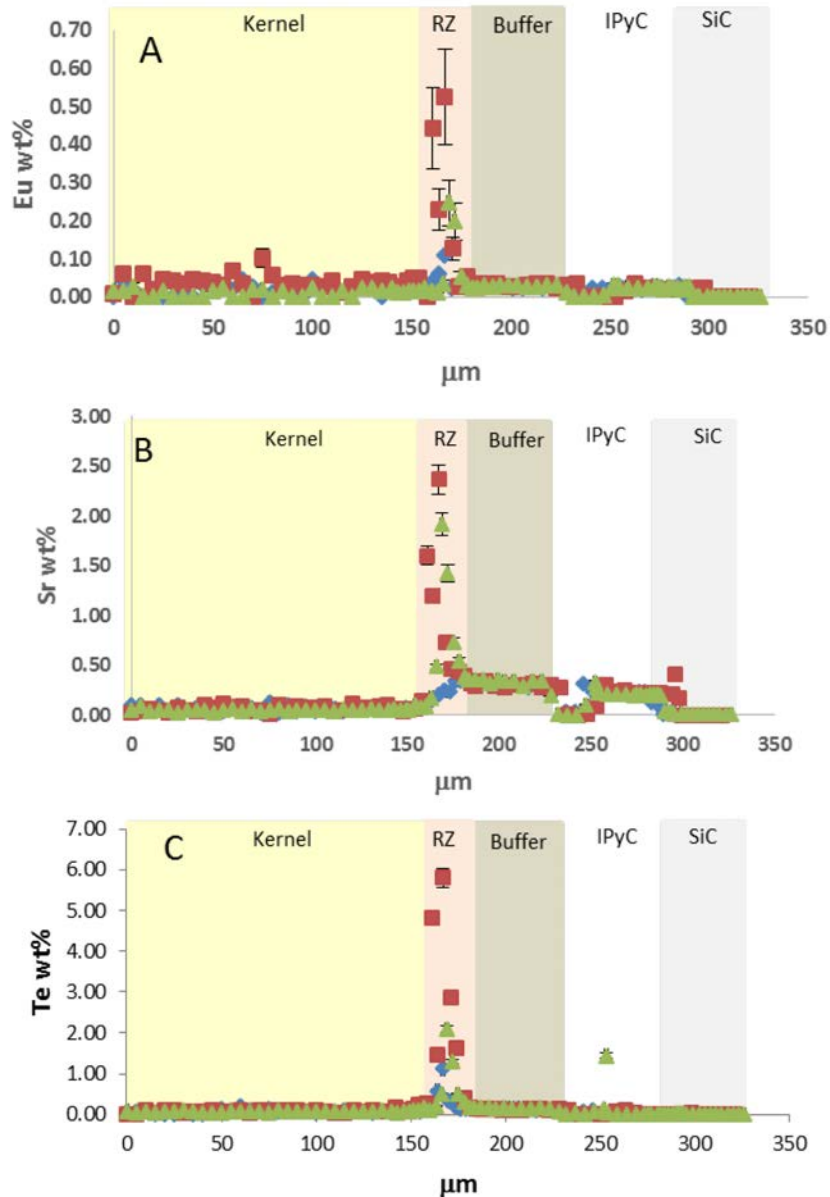 Kernel RZ Buffer IPyC SiC
A
0.70
0.60
0.50
0.40
0.30
0.20
0.10
0.00
Eu wt%
0 50 100 150 200 250 300 350
µm
Kernel RZ Buffer IPyC SiC
B
3.00
2.50
2.00
1.50
1.00
0.50
0.00
Sr wt%
0 50 100 150 200 250 300 350
µm
Kernel RZ Buffer IPyC SiC
C
7.00
6.00
5.00
4.00
3.00
2.00
1.00
0.00
Te wt%
0 50 100 150 200 250 300 350
µm